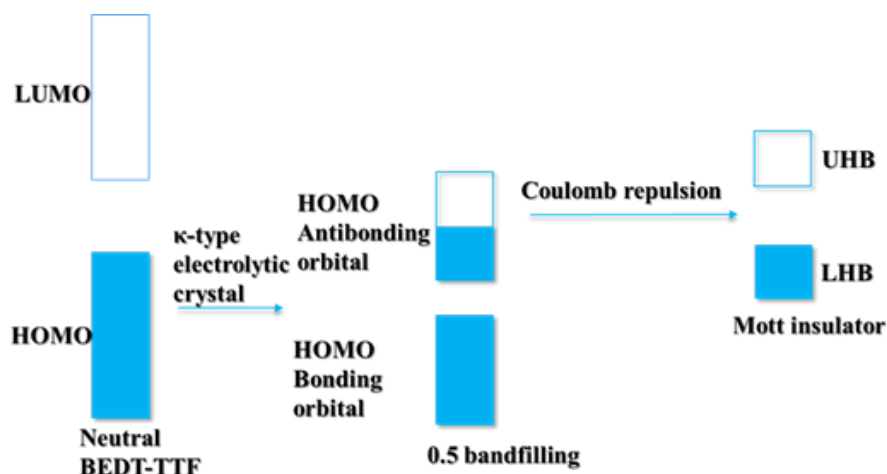 LUMO
HOMO
Neutral
BEDT-TTF
κ-type
electrolytic
crystal
HOMO
Antibonding
orbital
HOMO
Bonding
orbital
0.5 bandfilling
Coulomb repulsion
UHB
LHB
Mott insulator